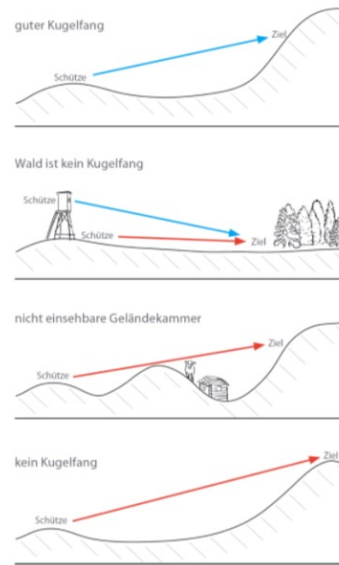 guter Kugelfang
Ziel
Schütze
Wald ist kein Kugelfang
Schütze
Schütze
Ziel
nicht einsehbare Geländekammer
Ziel
Schütze
kein Kugelfang
Ziel
Schütze